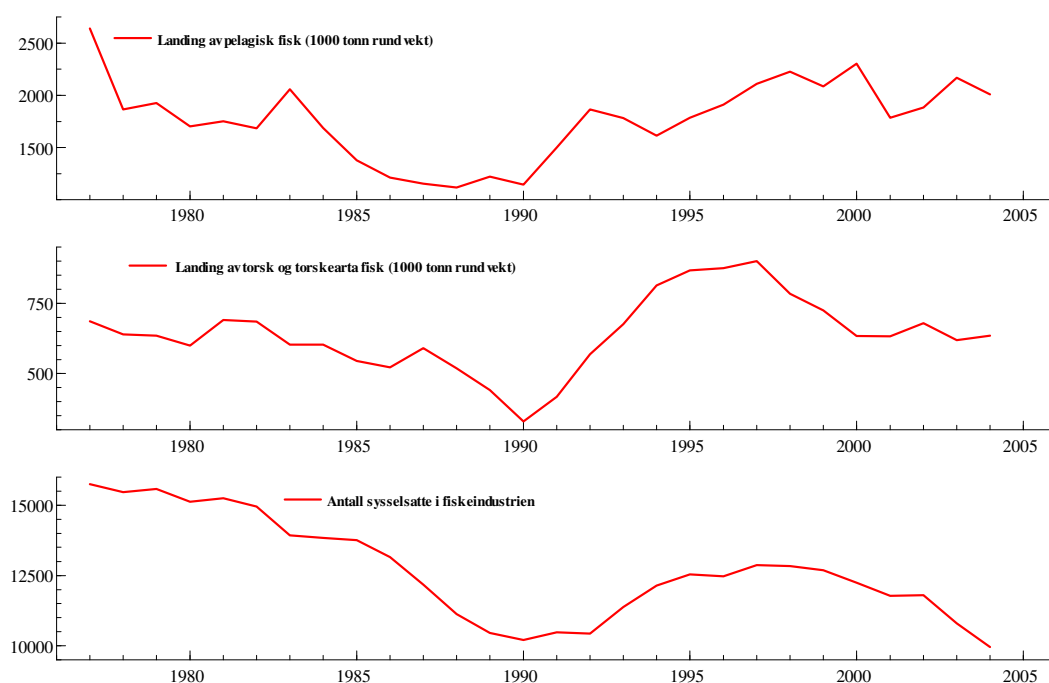 Landing av pelagisk fisk (1000 tonn rund vekt)
2500
2000
1500
1980 1985 1990 1995 2000 2005
Landing av torsk og torskearta fisk (1000 tonn rund vekt)
750
500
1980 1985 1990 1995 2000 2005
Antall sysselsatte i fiskeindustrien
15000
12500
10000
1980 1985 1990 1995 2000 2005